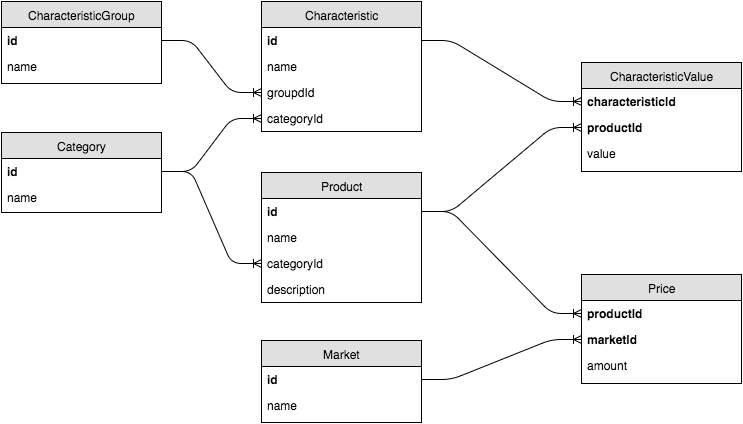 CharacteristicGroup
id
name
Category
id
name
Characteristic
id
name
groupdId
categoryId
Product
id
name
categoryId
description
Market
id
name
CharacteristicValue
characteristicId
productId
value
Price
productId
marketId
amount